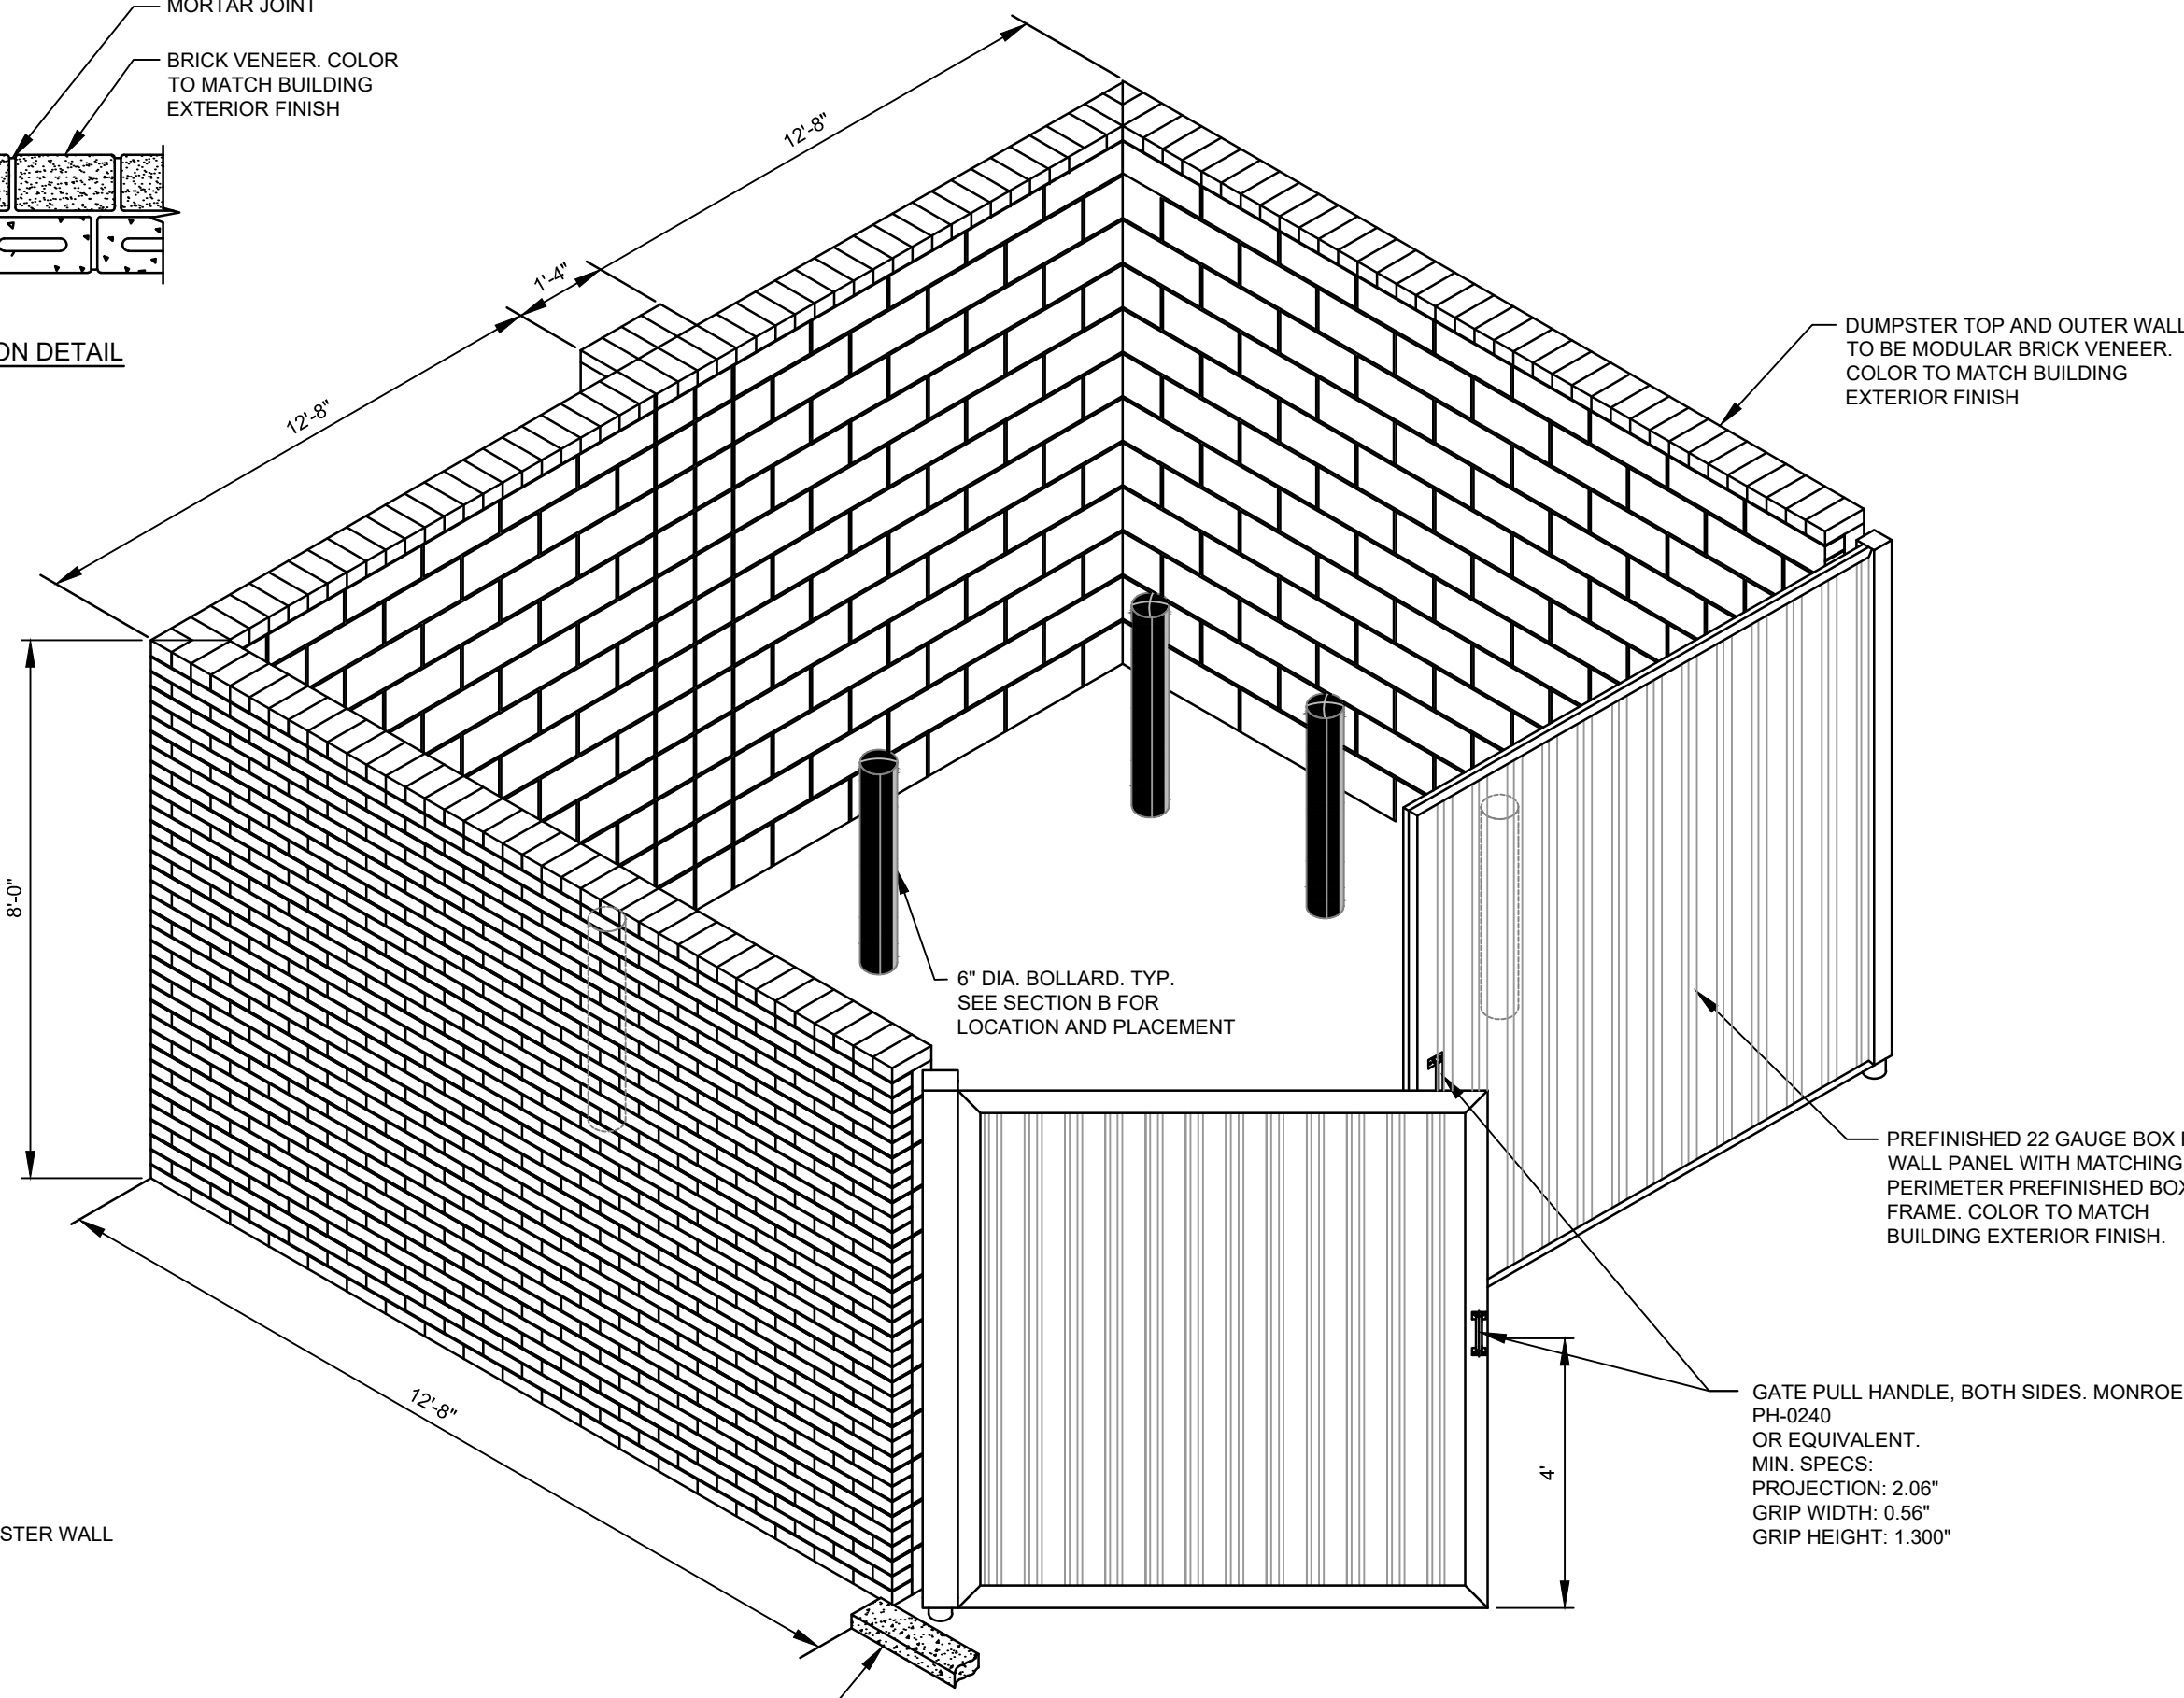 MORTAR JOINT
BRICK VENEER. COLOR
TO MATCH BUILDING
EXTERIOR FINISH
ON DETAIL
12'-8"
1'-4"
12'-8"
DUMPSTER TOP AND OUTER WALL
TO BE MODULAR BRICK VENEER.
COLOR TO MATCH BUILDING
EXTERIOR FINISH
8'-0"
6" DIA. BOLLARD. TYP.
SEE SECTION B FOR
LOCATION AND PLACEMENT
PREFINISHED 22 GAUGE BOX
WALL PANEL WITH MATCHING
PERIMETER PREFINISHED BOX
FRAME. COLOR TO MATCH
BUILDING EXTERIOR FINISH.
12'-8"
4'
GATE PULL HANDLE, BOTH SIDES. MONROE
PH-0240
OR EQUIVALENT.
MIN. SPECS:
PROJECTION: 2.06"
GRIP WIDTH: 0.56"
GRIP HEIGHT: 1.300"
STER WALL